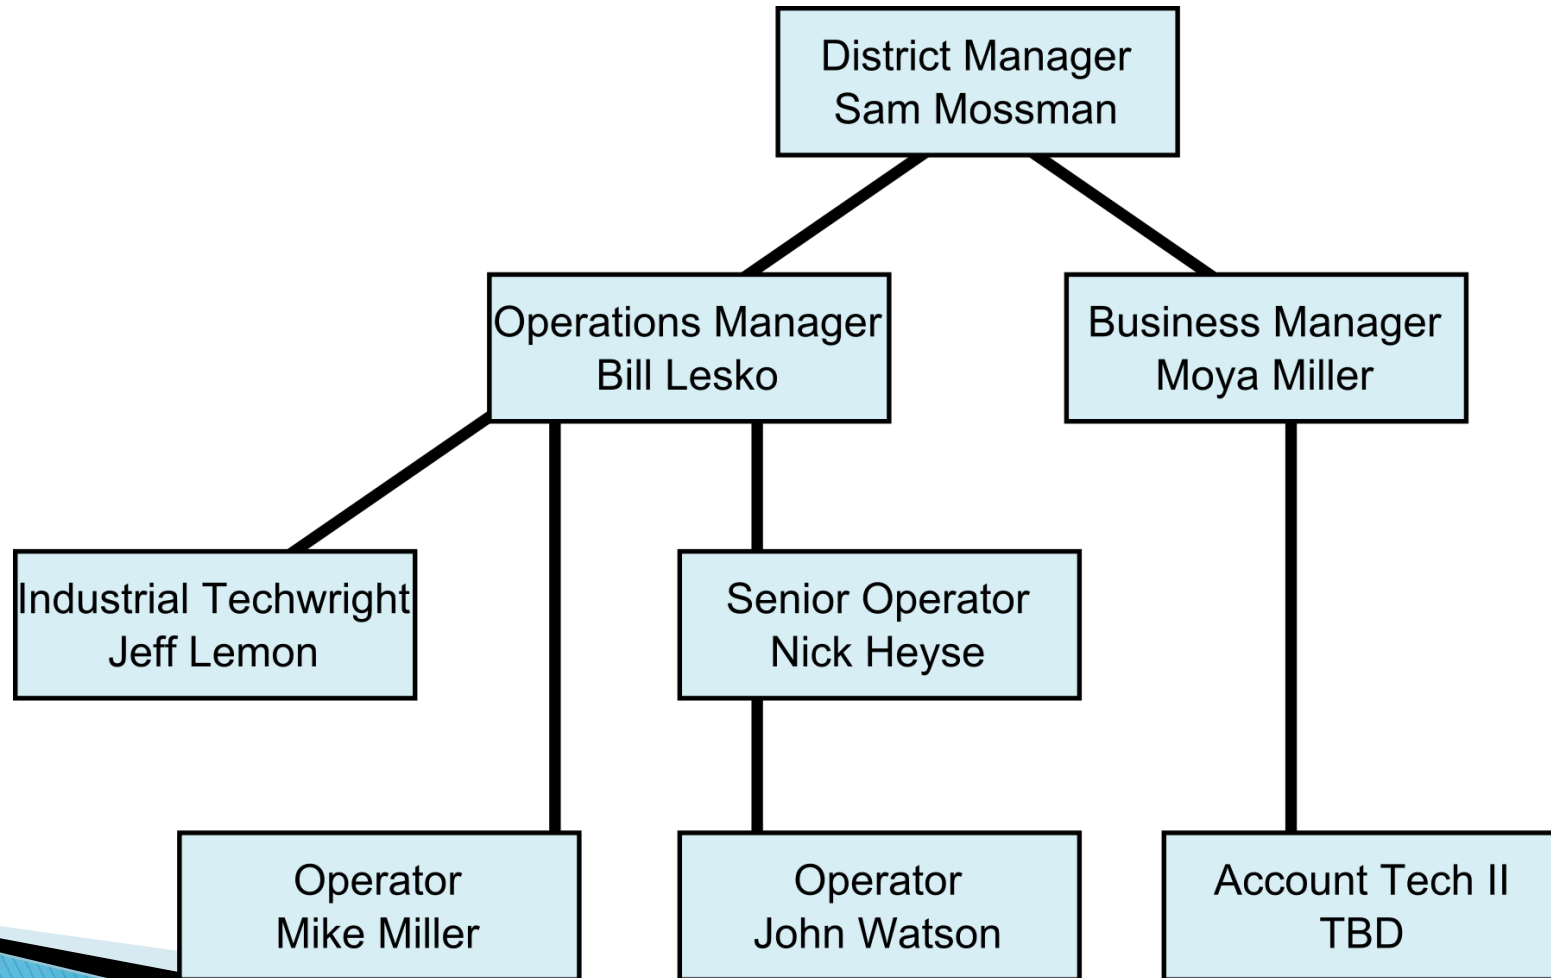 District Manager
Sam Mossman
Operations Manager
Bill Lesko
Business Manager
Moya Miller
Industrial Techwright
Jeff Lemon
Senior Operator
Nick Heyse
Operator
Mike Miller
Operator
John Watson
Account Tech II
TBD